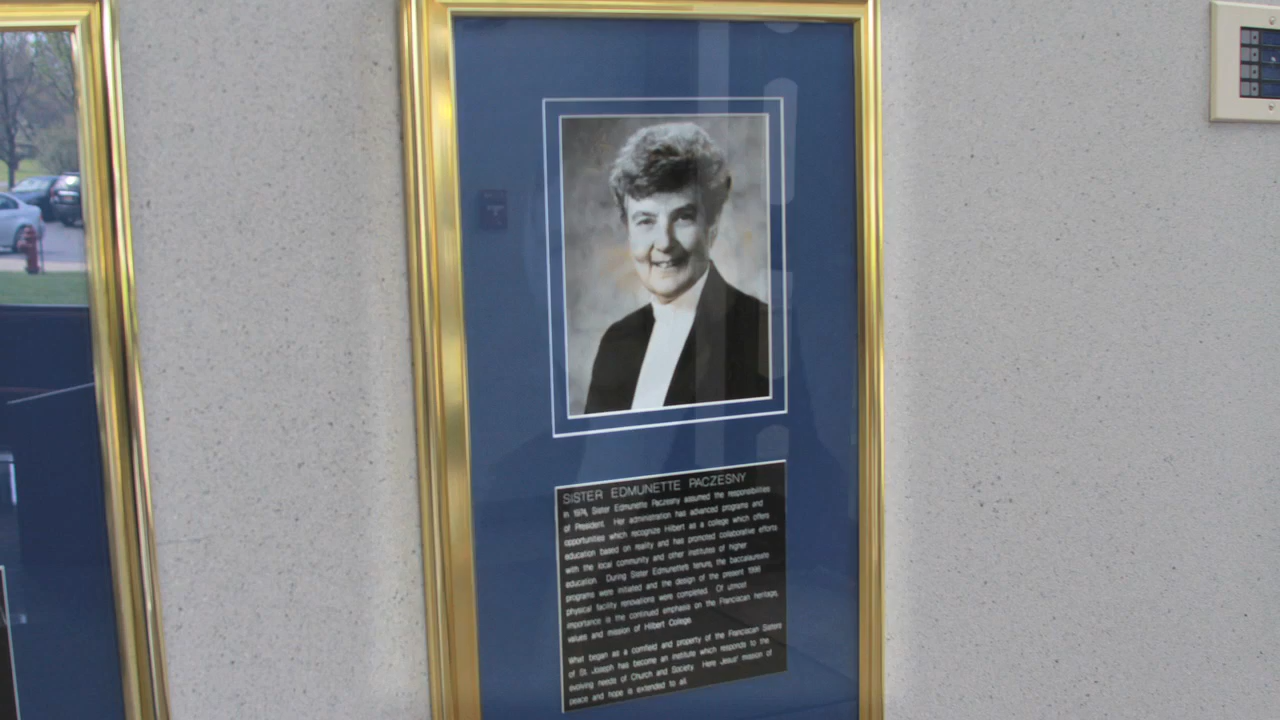 SISTER EDMUNETTE PACZESNY
In 1974, Sister Edmunette Paczesny assumed the responsibilities
of President. Her administration has advanced programs and
opportunities which recognize Hilbert as a college which offers
education based on reality and has promoted collaborative efforts
with the local community and other institutes of higher
education. During Sister Edmunette's tenure, the baccalaureate
programs were initiated and the design of the present 1996
physical facility renovations were completed. Of utmost
importance is the continued emphasis on the Franciscan heritage,
values and mission of Hilbert College.
What began as a cornfield and property of the Franciscan Sisters
of St. Joseph has become an institute which responds to the
evolving needs of Church and Society. Here Jesus' mission of
peace and hope is extended to all.